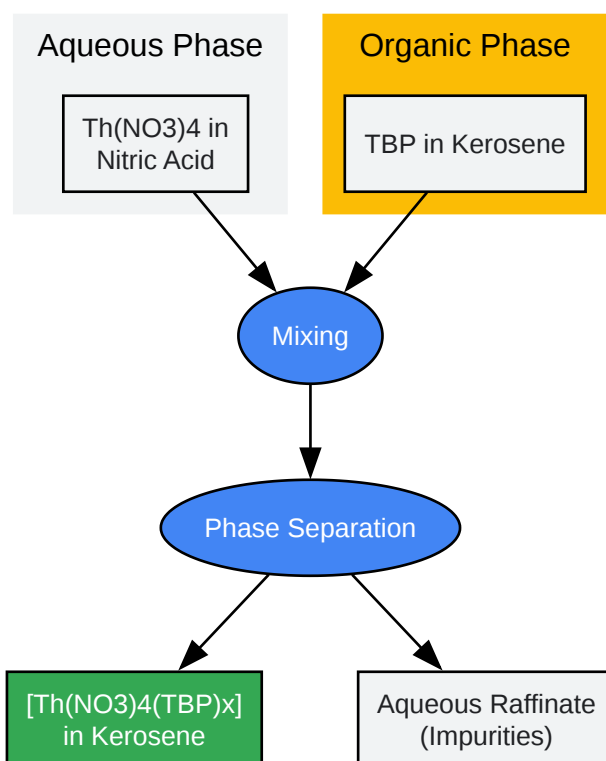 Aqueous Phase
Organic Phase
Th(NO3)4 in
Nitric Acid
TBP in Kerosene
Mixing
Phase Separation
[Th(NO3)4(TBP)x]
in Kerosene
Aqueous Raffinate
(Impurities)